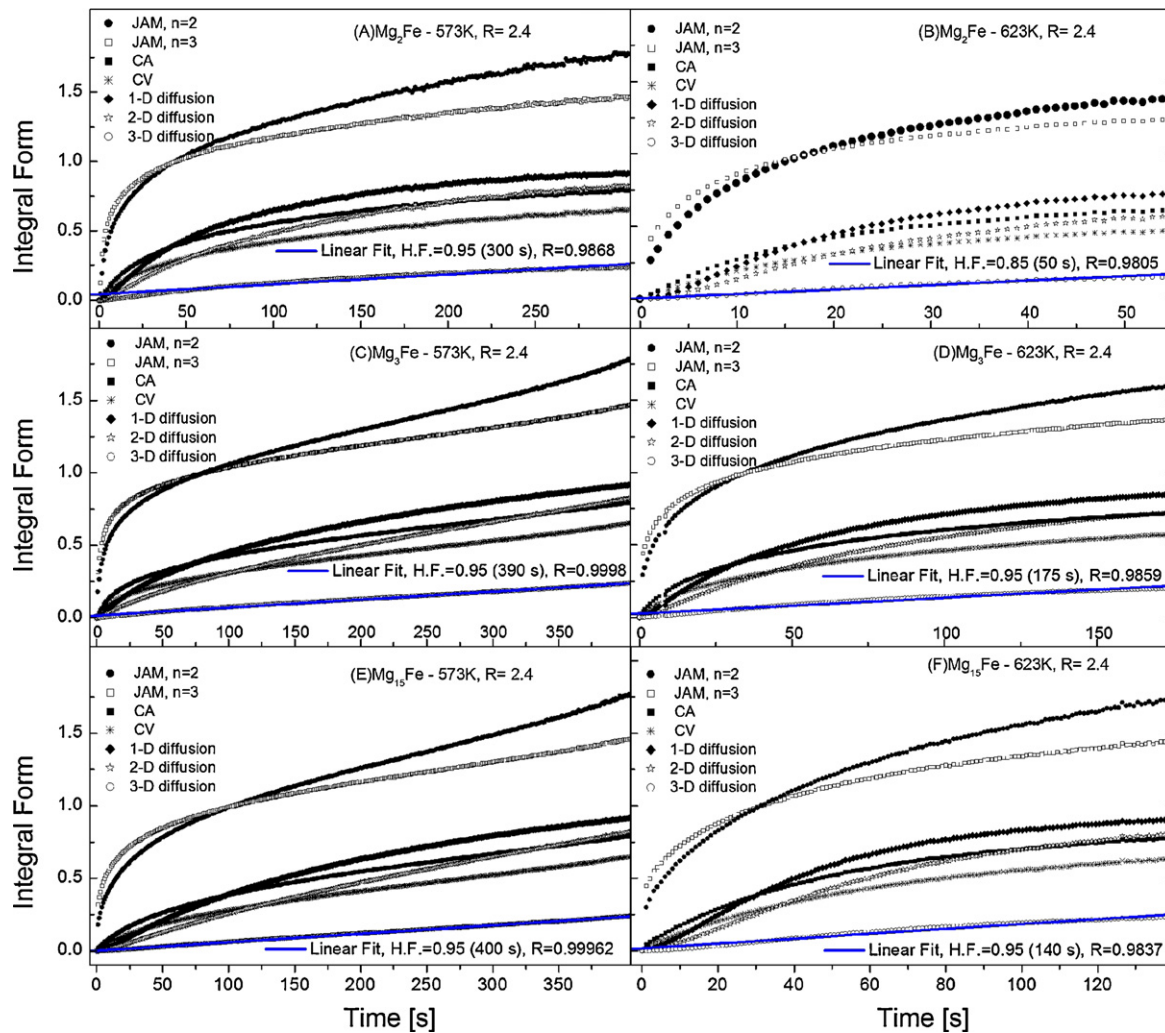 JAM, n=2
JAM, n=3
CA
CV
1-D diffusion
2-D diffusion
3-D diffusion
(A)Mg2Fe - 573K, R= 2.4
Linear Fit, H.F.=0.95 (300 s), R=0.9868
Integral Form
1.5
1.0
0.5
0.0
0 50 100 150 200 250
JAM, n=2
JAM, n=3
CA
CV
1-D diffusion
2-D diffusion
3-D diffusion
(B)Mg2Fe - 623K, R= 2.4
Linear Fit, H.F.=0.85 (50 s), R=0.9805
0 10 20 30 40 50
JAM, n=2
JAM, n=3
CA
CV
1-D diffusion
2-D diffusion
3-D diffusion
(C)Mg3Fe - 573K, R= 2.4
Linear Fit, H.F.=0.95 (390 s), R=0.9998
Integral Form
1.5
1.0
0.5
0.0
0 50 100 150 200 250 300 350
JAM, n=2
JAM, n=3
CA
CV
1-D diffusion
2-D diffusion
3-D diffusion
(D)Mg3Fe - 623K, R= 2.4
Linear Fit, H.F.=0.95 (175 s), R=0.9859
0 50 100 150
JAM, n=2
JAM, n=3
CA
CV
1-D diffusion
2-D diffusion
3-D diffusion
(E)Mg15Fe - 573K, R= 2.4
Linear Fit, H.F.=0.95 (400 s), R=0.99962
Integral Form
1.5
1.0
0.5
0.0
0 50 100 150 200 250 300 350
Time [s]
JAM, n=2
JAM, n=3
CA
CV
1-D diffusion
2-D diffusion
3-D diffusion
(F)Mg15Fe - 623K, R= 2.4
Linear Fit, H.F.=0.95 (140 s), R=0.9837
0 20 40 60 80 100 120
Time [s]